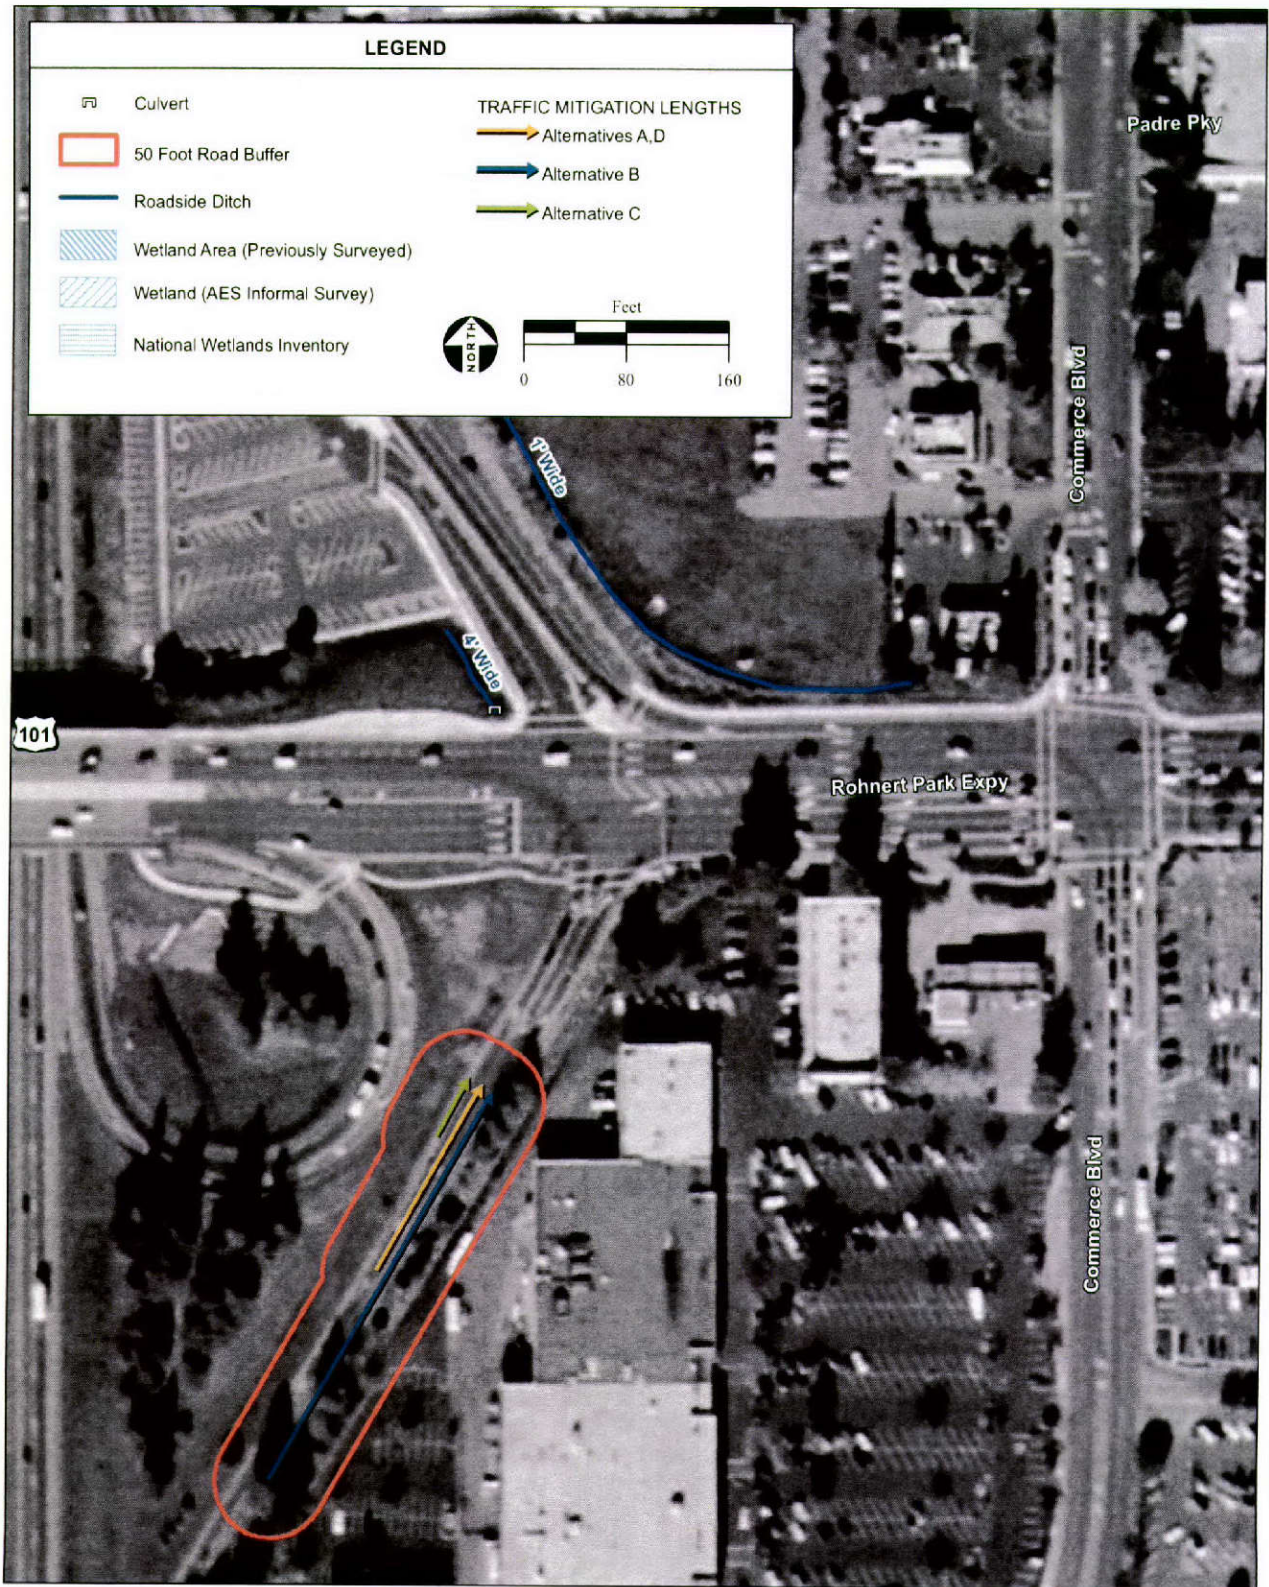 LEGEND
Culvert
50 Foot Road Buffer
Roadside Ditch
Wetland Area (Previously Surveyed)
Wetland (AES Informal Survey)
National Wetlands Inventory
TRAFFIC MITIGATION LENGTHS
Alternatives A,D
Alternative B
Alternative C
NORTH
Feet
0 80 160
Padre Pky
Commerce Blvd
1' Wide
4' Wide
101
Rohnert Park Expy
Commerce Blvd